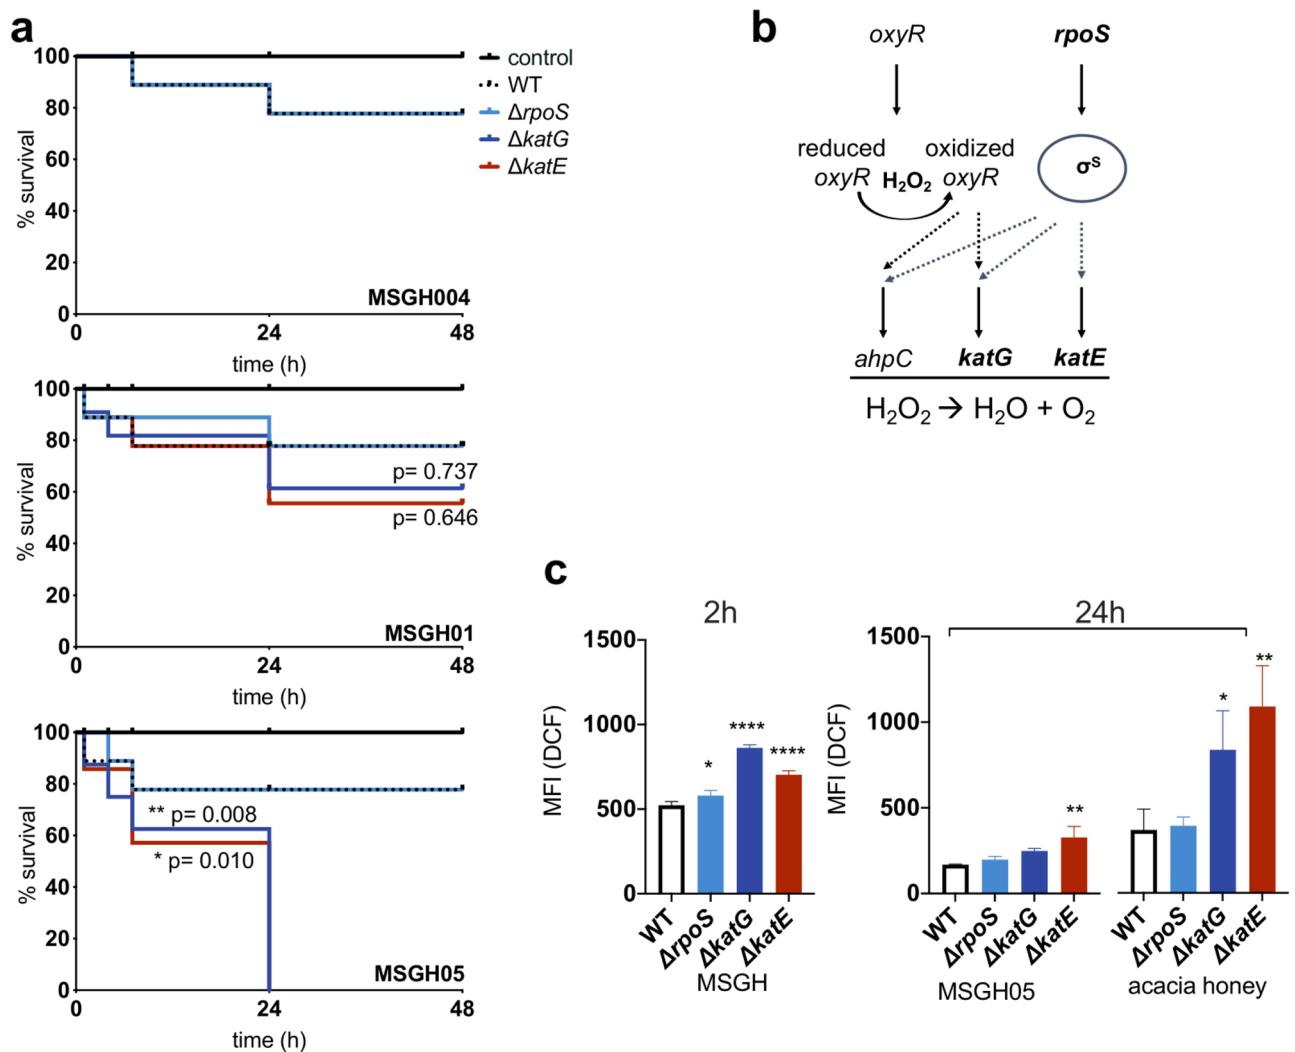 a
100
80
60
40
20
0
% survival
0 24 48
time (h)
MSGH004
control
WT
ΔrpoS
ΔkatG
ΔkatE
100
80
60
40
20
0
% survival
p= 0.737
p= 0.646
MSGH01
0 24 48
time (h)
100
80
60
40
20
0
% survival
** p= 0.008
* p= 0.010
MSGH05
0 24 48
time (h)
b
oxyR rpoS
reduced oxidized
oxyR H₂O₂ oxyR
σˢ
ahpC katG katE
H₂O₂ → H₂O + O₂
c
2h
1500
1000
500
0
MFI (DCF)
* **** ****
WT ΔrpoS ΔkatG ΔkatE
MSGH
24h
1500
1000
500
0
MFI (DCF)
** * **
WT ΔrpoS ΔkatG ΔkatE
MSGH05
WT ΔrpoS ΔkatG ΔkatE
acacia honey